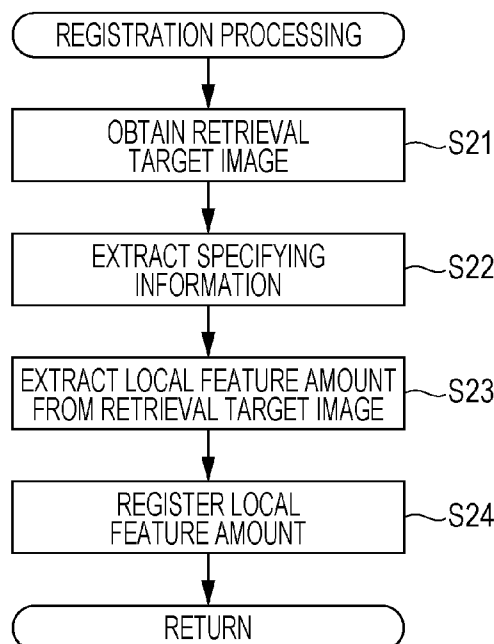 REGISTRATION PROCESSING
OBTAIN RETRIEVAL
TARGET IMAGE
S21
EXTRACT SPECIFYING
INFORMATION
S22
EXTRACT LOCAL FEATURE AMOUNT
FROM RETRIEVAL TARGET IMAGE
S23
REGISTER LOCAL
FEATURE AMOUNT
S24
RETURN